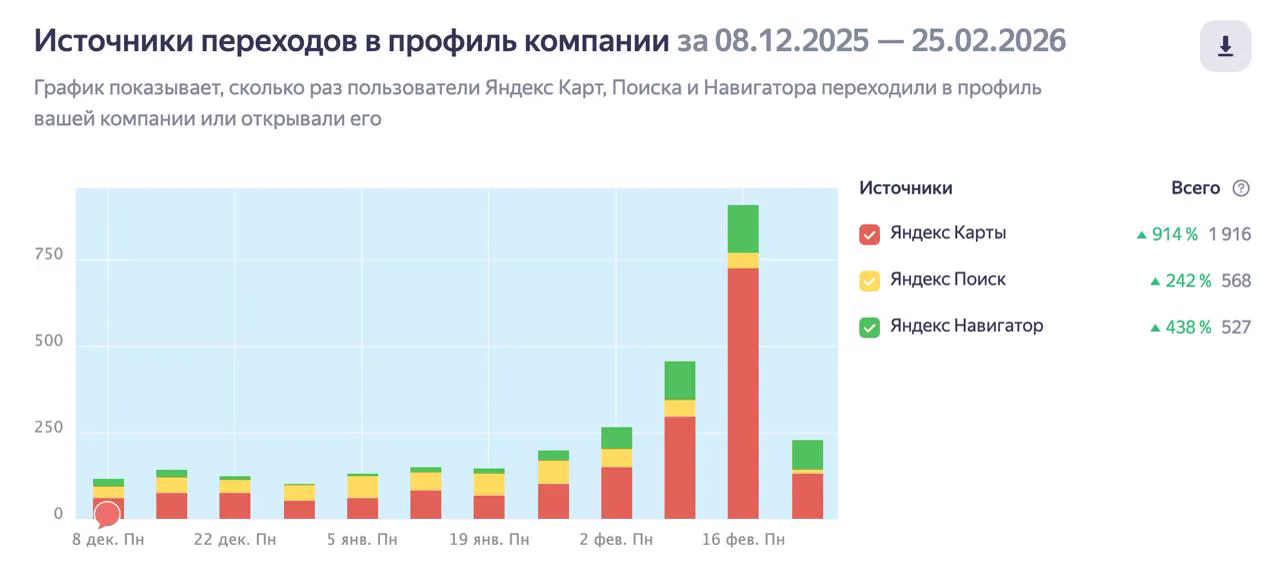 Источники переходов в профиль компании за 08.12.2025 — 25.02.2026
График показывает, сколько раз пользователи Яндекс Карт, Поиска и Навигатора переходили в профиль
вашей компании или открывали его
Источники Всего ?
Яндекс Карты ▲ 914 % 1 916
Яндекс Поиск ▲ 242 % 568
Яндекс Навигатор ▲ 438 % 527
750
500
250
0
8 дек. Пн 22 дек. Пн 5 янв. Пн 19 янв. Пн 2 фев. Пн 16 фев. Пн